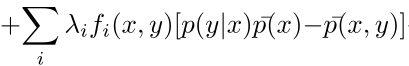 +∑_i λ_i f_i(x, y)[p(y|x)p̄(x)−p̄(x, y)]